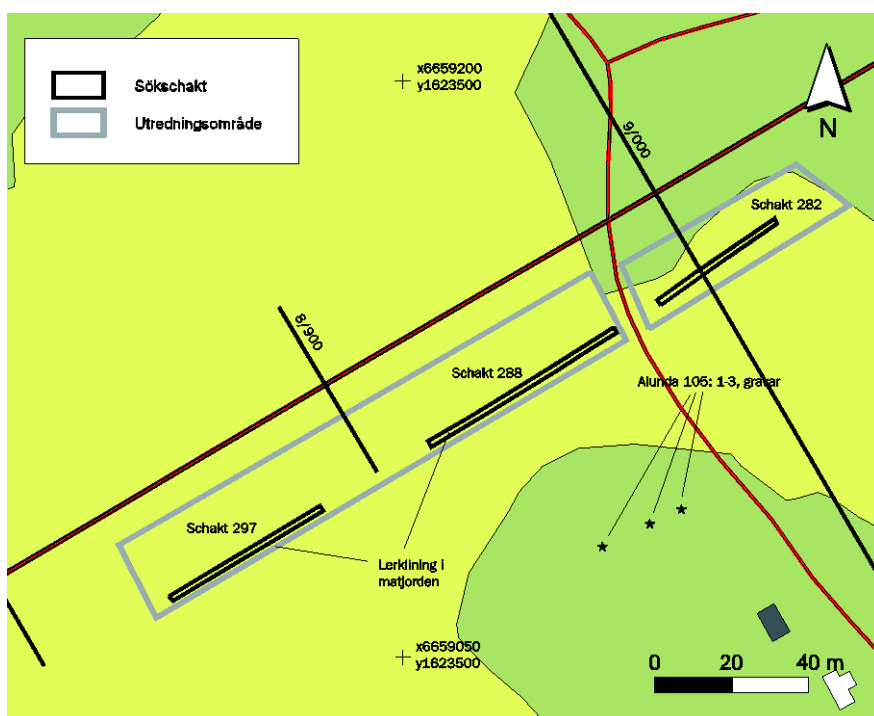 Sökschakt
Utredningsområde
x6659200
y1623500
N
9/000
Schakt 282
8/900
Schakt 288
Alunda 105: 1-3, gravar
Schakt 297
Lerklining i
matjorden
x6659050
y1623500
0 20 40 m